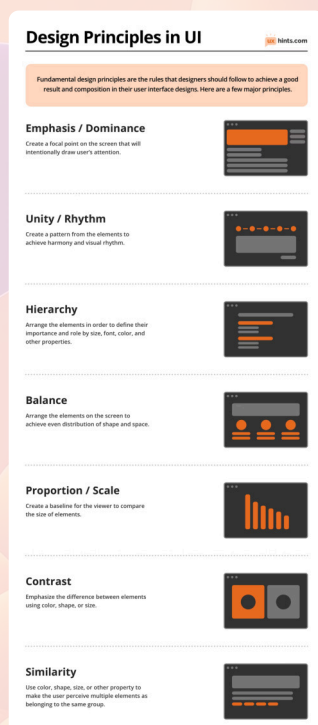 Design Principles in UI
UX hints.com
Fundamental design principles are the rules that designers should follow to achieve a good
result and composition in their user interface designs. Here are a few major principles.
Emphasis / Dominance
Create a focal point on the screen that will
intentionally draw user's attention.
Unity / Rhythm
Create a pattern from the elements to
achieve harmony and visual rhythm.
Hierarchy
Arrange the elements in order to define their
importance and role by size, font, color, and
other properties.
Balance
Arrange the elements on the screen to
achieve even distribution of shape and space.
Proportion / Scale
Create a baseline for the viewer to compare
the size of elements.
Contrast
Emphasize the difference between elements
using color, shape, or size.
Similarity
Use color, shape, size, or other property to
make the user perceive multiple elements as
belonging to the same group.